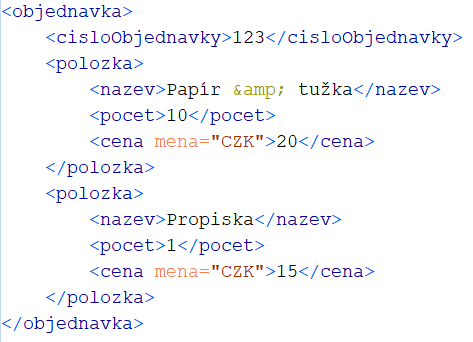 <objednavka>
    <cisloObjednavky>123</cisloObjednavky>
    <polozka>
        <nazev>Papír &amp; tužka</nazev>
        <pocet>10</pocet>
        <cena mena="CZK">20</cena>
    </polozka>
    <polozka>
        <nazev>Propiska</nazev>
        <pocet>1</pocet>
        <cena mena="CZK">15</cena>
    </polozka>
</objednavka>